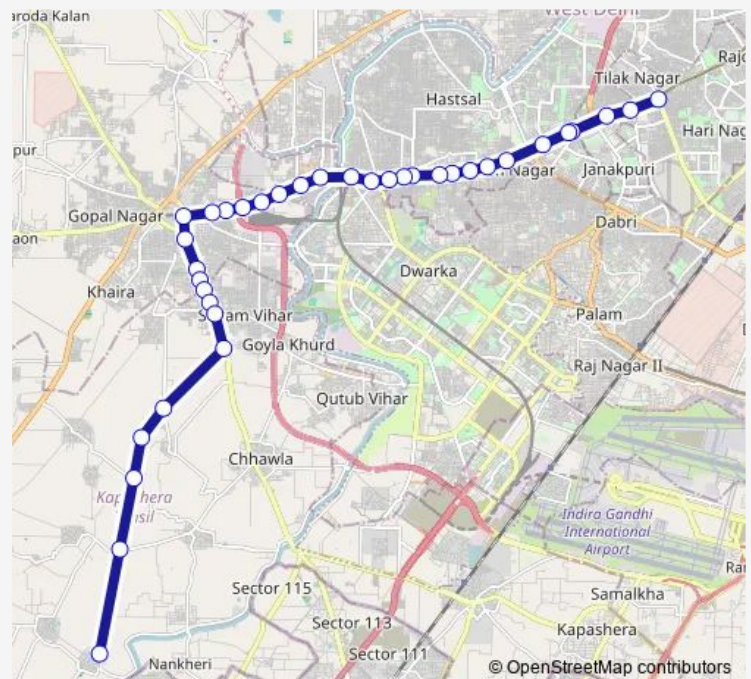 aroda Kalan
West Delhi
Tilak Nagar
Hastsal
Hari Nag
pur
Janakpuri
Nagar
Gopal Nagar
aon
Dabri
Dwarka
Khaira
Palam
Goyla Khurd
Raj Nagar II
Qutub Vihar
Chhawla
Indira Gandhi
International
Airport
Sector 115
Samalkha
Sector 113
Kapashera
Sector 111
Nankheri
© OpenStreetMap contributors